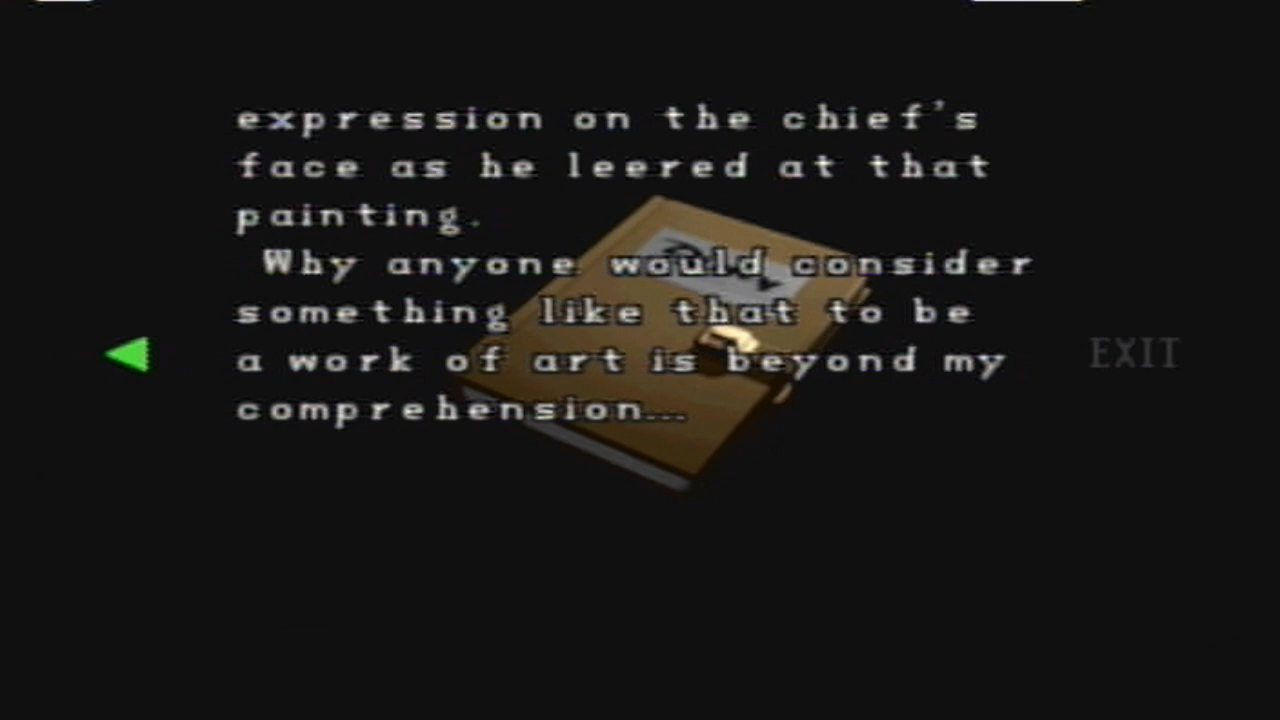 expression on the chief's
face as he leered at that
painting.
Why anyone would consider
something like that to be
a work of art is beyond my
comprehension...
EXIT
Diary